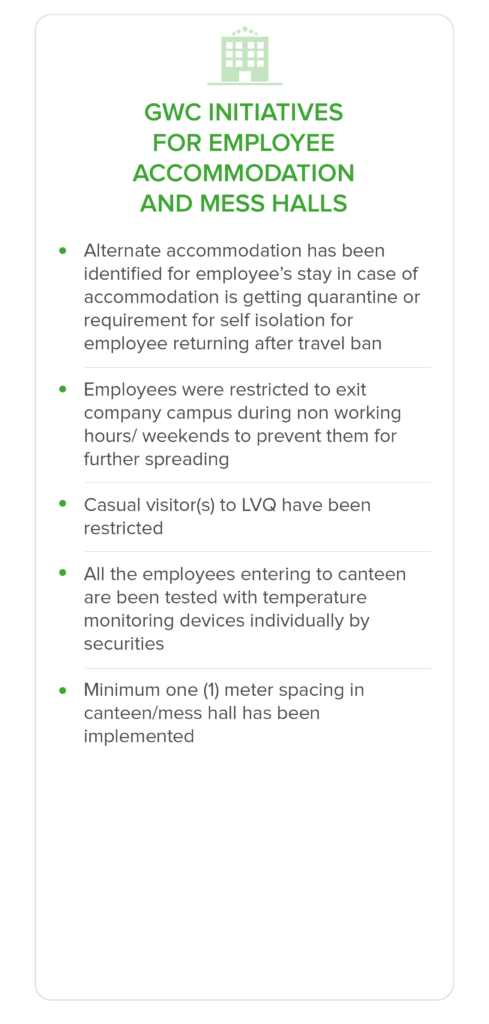 GWC INITIATIVES
FOR EMPLOYEE
ACCOMMODATION
AND MESS HALLS
• Alternate accommodation has been
identified for employee's stay in case of
accommodation is getting quarantine or
requirement for self isolation for
employee returning after travel ban
• Employees were restricted to exit
company campus during non working
hours/ weekends to prevent them for
further spreading
• Casual visitor(s) to LVQ have been
restricted
• All the employees entering to canteen
are been tested with temperature
monitoring devices individually by
securities
• Minimum one (1) meter spacing in
canteen/mess hall has been
implemented